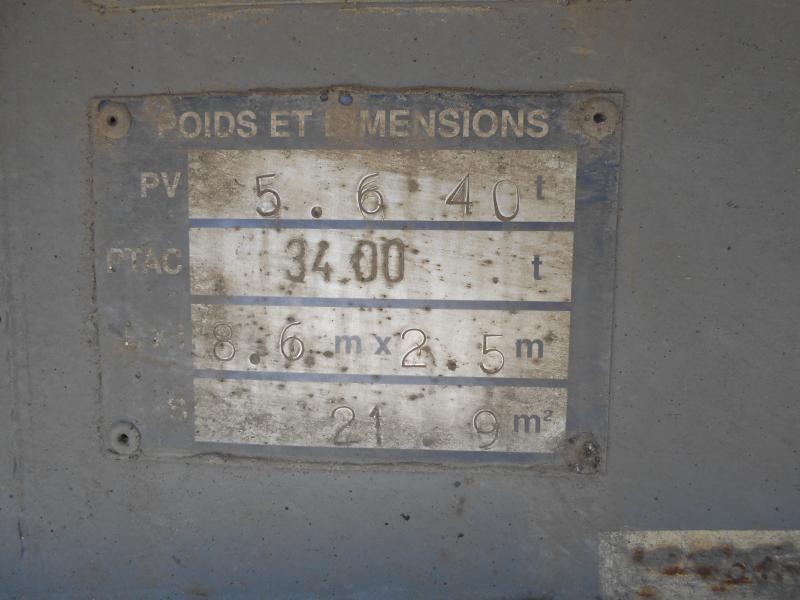 POIDS ET DIMENSIONS
PV 5.640 t
PTAC 34.00 t
8.6 m x 2.5 m
21.9 m²